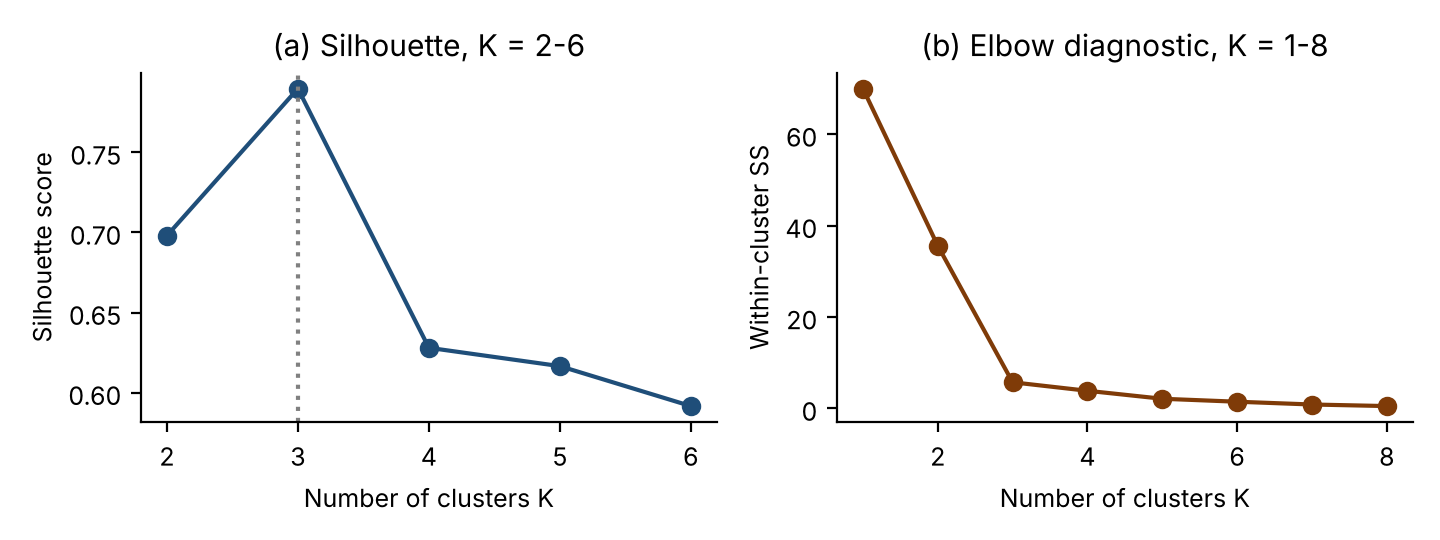 (a) Silhouette, K = 2-6
Silhouette score
0.75
0.70
0.65
0.60
2 3 4 5 6
Number of clusters K
(b) Elbow diagnostic, K = 1-8
Within-cluster SS
60
40
20
0
2 4 6 8
Number of clusters K